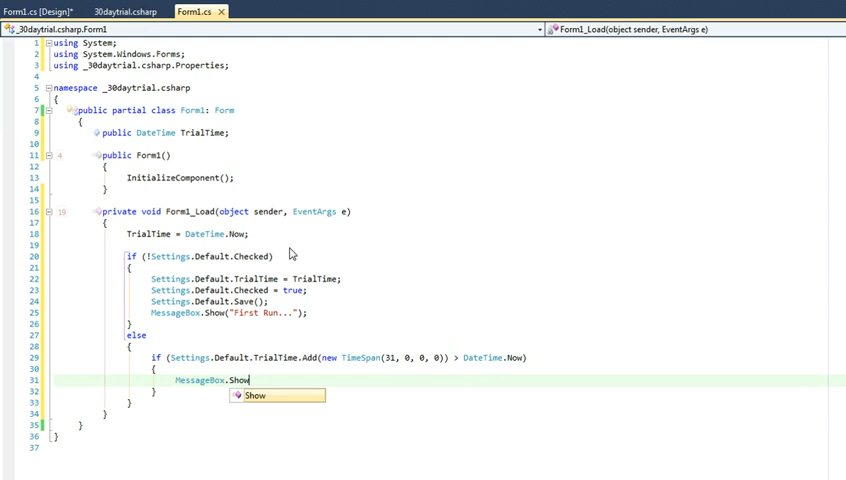 Form1.cs [Design]* 30daytrial.csharp Form1.cs ×
_30daytrial.csharp.Form1 Form1_Load(object sender, EventArgs e)
1 using System;
2 using System.Windows.Forms;
3 using _30daytrial.csharp.Properties;
4
5 namespace _30daytrial.csharp
6 {
7 public partial class Form1: Form
8 {
9 public DateTime TrialTime;
10
11 4 public Form1()
12 {
13 InitializeComponent();
14 }
15
16 19 private void Form1_Load(object sender, EventArgs e)
17 {
18 TrialTime = DateTime.Now;
19
20 if (!Settings.Default.Checked)
21 {
22 Settings.Default.TrialTime = TrialTime;
23 Settings.Default.Checked = true;
24 Settings.Default.Save();
25 MessageBox.Show("First Run...");
26 }
27 else
28 {
29 if (Settings.Default.TrialTime.Add(new TimeSpan(31, 0, 0, 0)) > DateTime.Now)
30 {
31 MessageBox.Show
32 }
Show
33 }
34 }
35 }
36 }
37